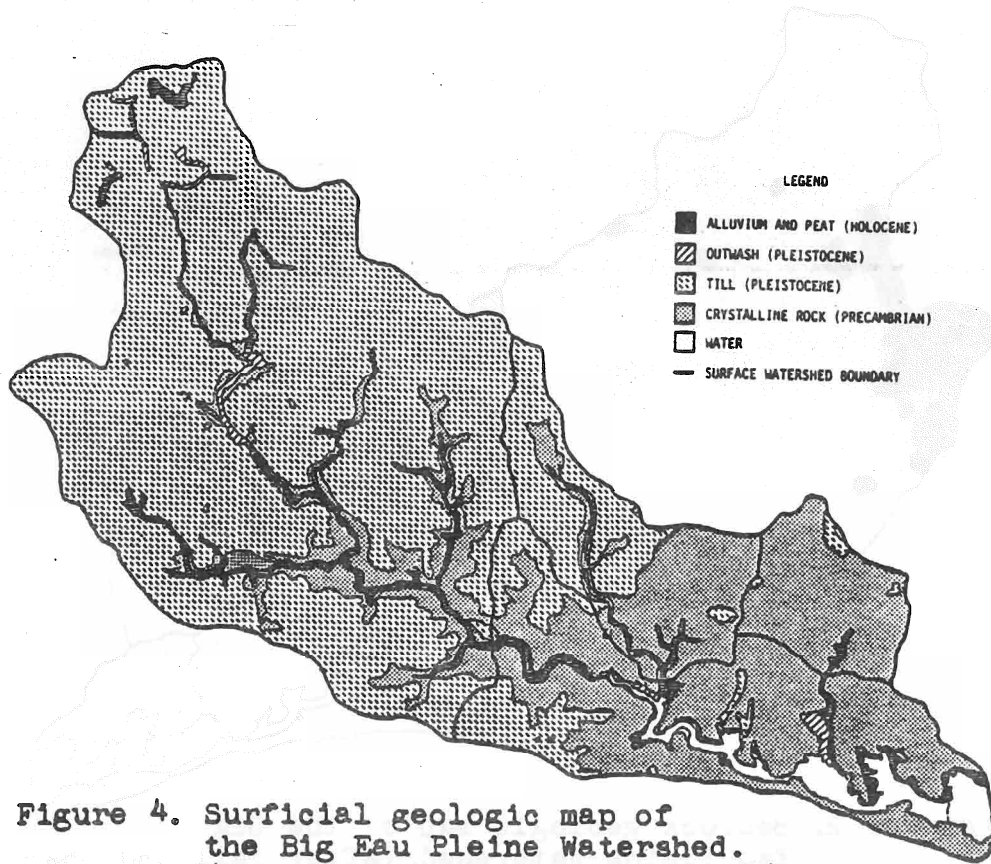 LEGEND
ALLUVIUM AND PEAT (HOLOCENE)
OUTWASH (PLEISTOCENE)
TILL (PLEISTOCENE)
CRYSTALLINE ROCK (PRECAMBRIAN)
WATER
SURFACE WATERSHED BOUNDARY
Figure 4. Surficial geologic map of
the Big Eau Pleine Watershed.